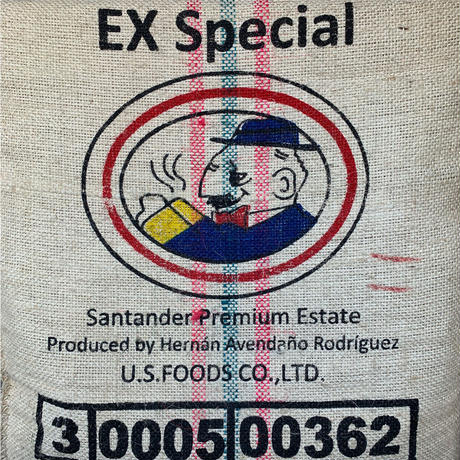 EX Special
Santander Premium Estate
Produced by Hernán Avendaño Rodríguez
U.S.FOODS CO.,LTD.
3 0005 00362